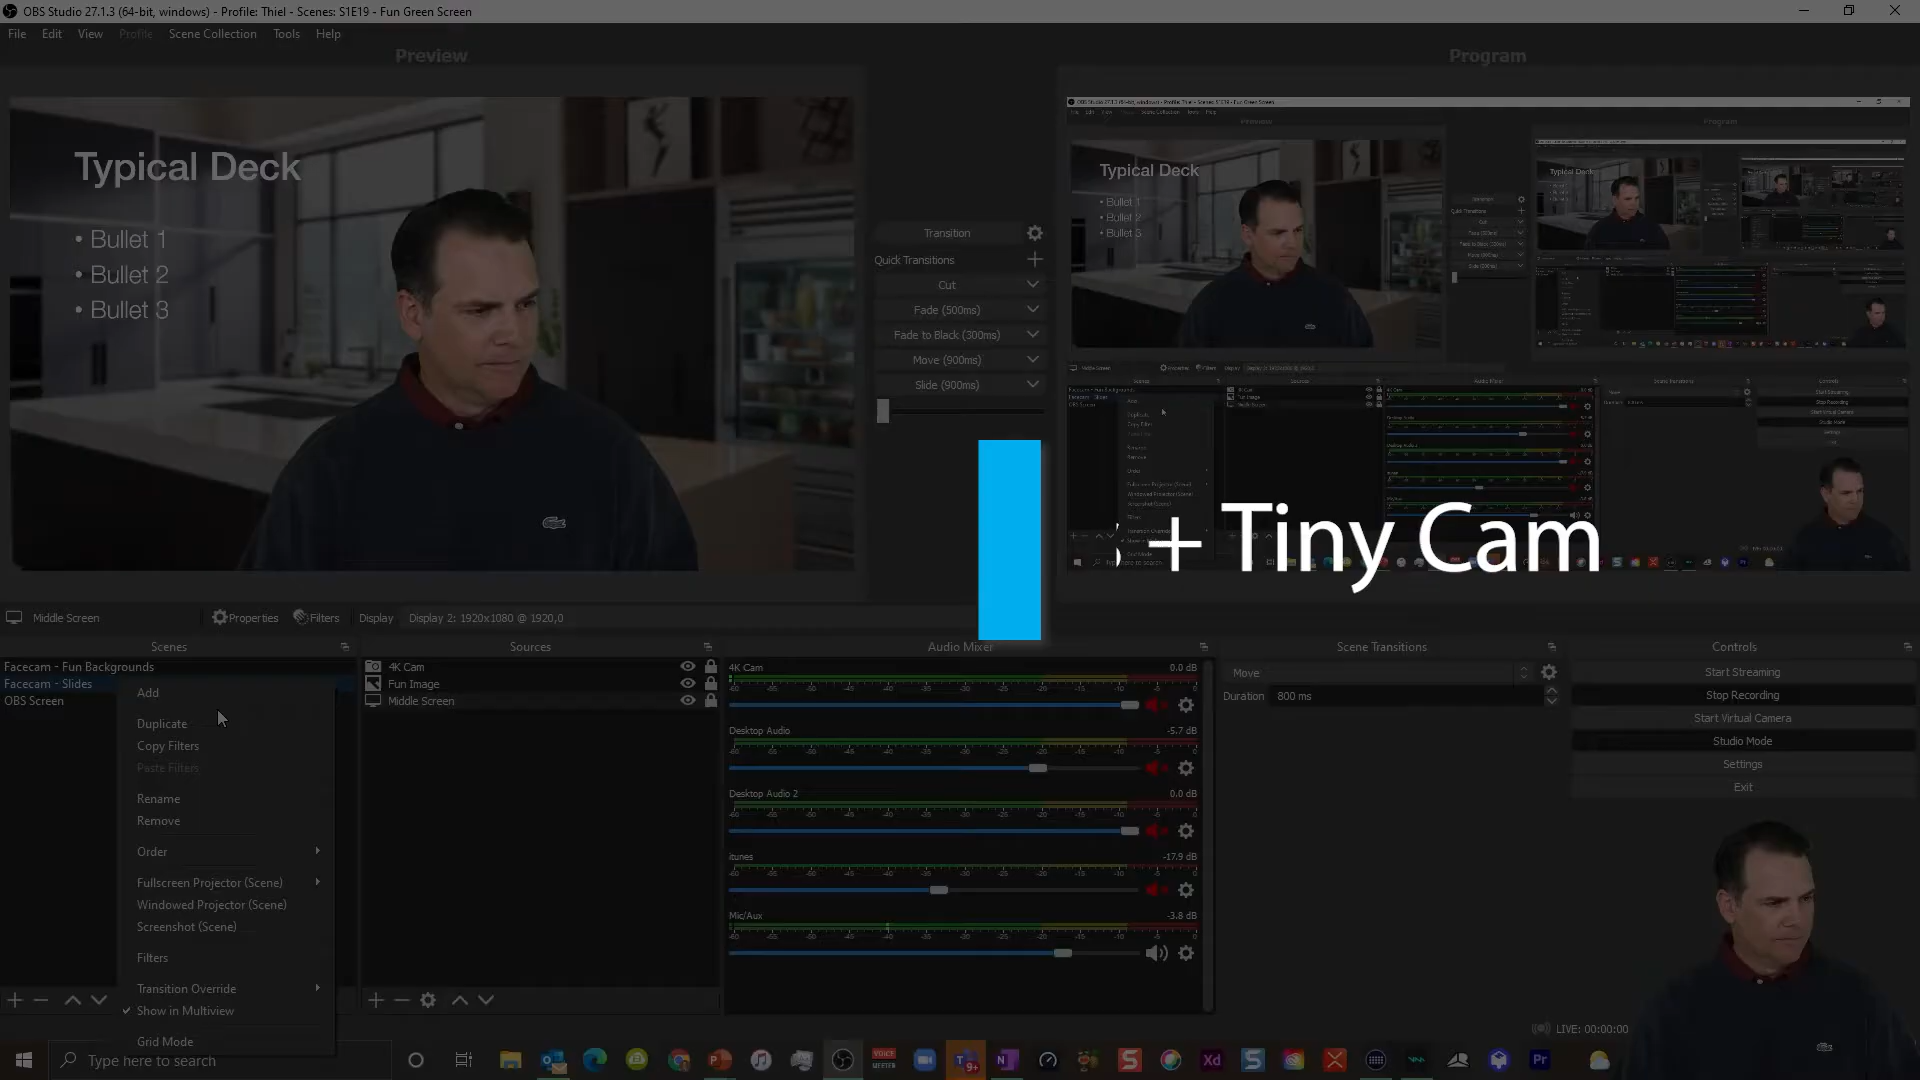 OBS Studio 27.1.3 (64-bit, windows) - Profile: Thiel - Scenes: S1E19 - Fun Green Screen
File Edit View Profile Scene Collection Tools Help
Preview
Program
Typical Deck
• Bullet 1
• Bullet 2
• Bullet 3
Transition
Quick Transitions
Cut
Fade (500ms)
Fade to Black (300ms)
Move (900ms)
Slide (900ms)
Typical Deck
• Bullet 1
• Bullet 2
• Bullet 3
+ Tiny Cam
Middle Screen Properties Filters Display Display 2: 1920x1080 @ 1920,0
Scenes
Facecam - Fun Backgrounds
Facecam - Slides
OBS Screen
Add
Duplicate
Copy Filters
Paste Filters
Rename
Remove
Order
Fullscreen Projector (Scene)
Windowed Projector (Scene)
Screenshot (Scene)
Filters
Transition Override
Show in Multiview
Grid Mode
Sources
4K Cam
Fun Image
Middle Screen
Audio Mixer
4K Cam 0.0 dB
Desktop Audio -5.7 dB
Desktop Audio 2 0.0 dB
itunes -17.9 dB
Mic/Aux -3.8 dB
Scene Transitions
Move
Duration 800 ms
Controls
Start Streaming
Stop Recording
Start Virtual Camera
Studio Mode
Settings
Exit
LIVE: 00:00:00
Type here to search